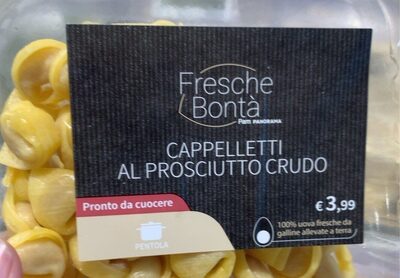 Fresche
Bontà
Pam PANORAMA
CAPPELLETTI
AL PROSCIUTTO CRUDO
Pronto da cuocere
€ 3,99
PENTOLA
100% uova fresche da
galline allevate a terra